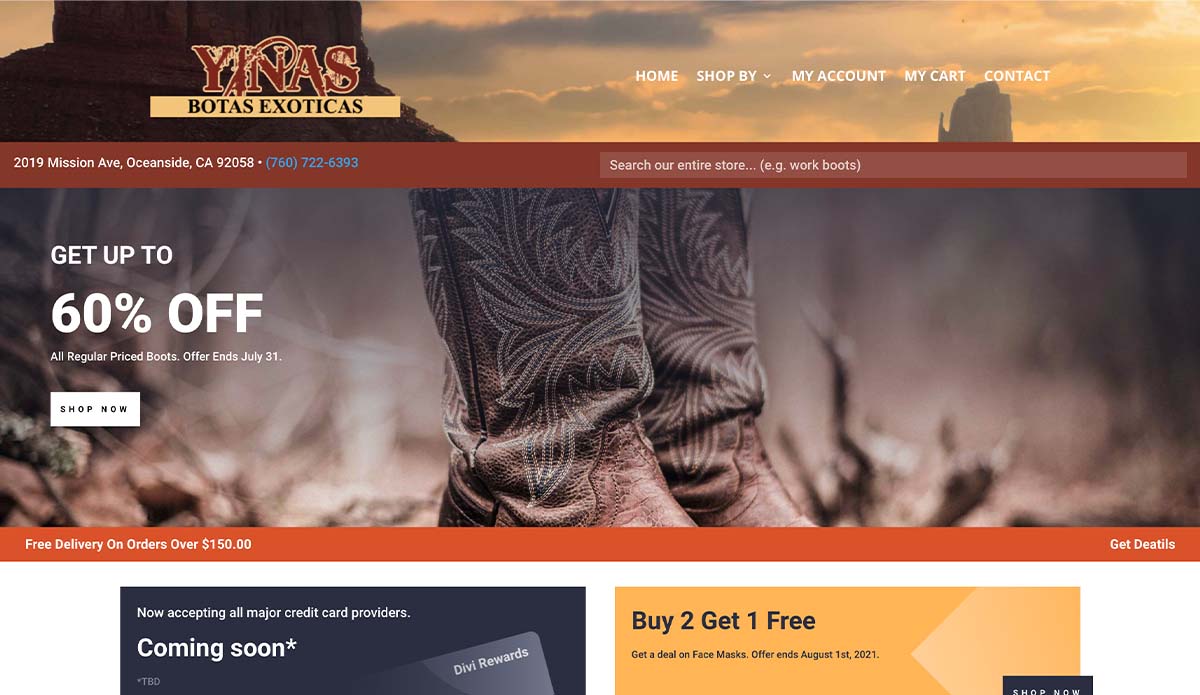 YINAS
BOTAS EXOTICAS
HOME SHOP BY MY ACCOUNT MY CART CONTACT
2019 Mission Ave, Oceanside, CA 92058 • (760) 722-6393
Search our entire store... (e.g. work boots)
GET UP TO
60% OFF
All Regular Priced Boots. Offer Ends July 31.
SHOP NOW
Free Delivery On Orders Over $150.00
Get Deatils
Now accepting all major credit card providers.
Coming soon*
*TBD
Divi Rewards
Buy 2 Get 1 Free
Get a deal on Face Masks. Offer ends August 1st, 2021.
SHOP NOW